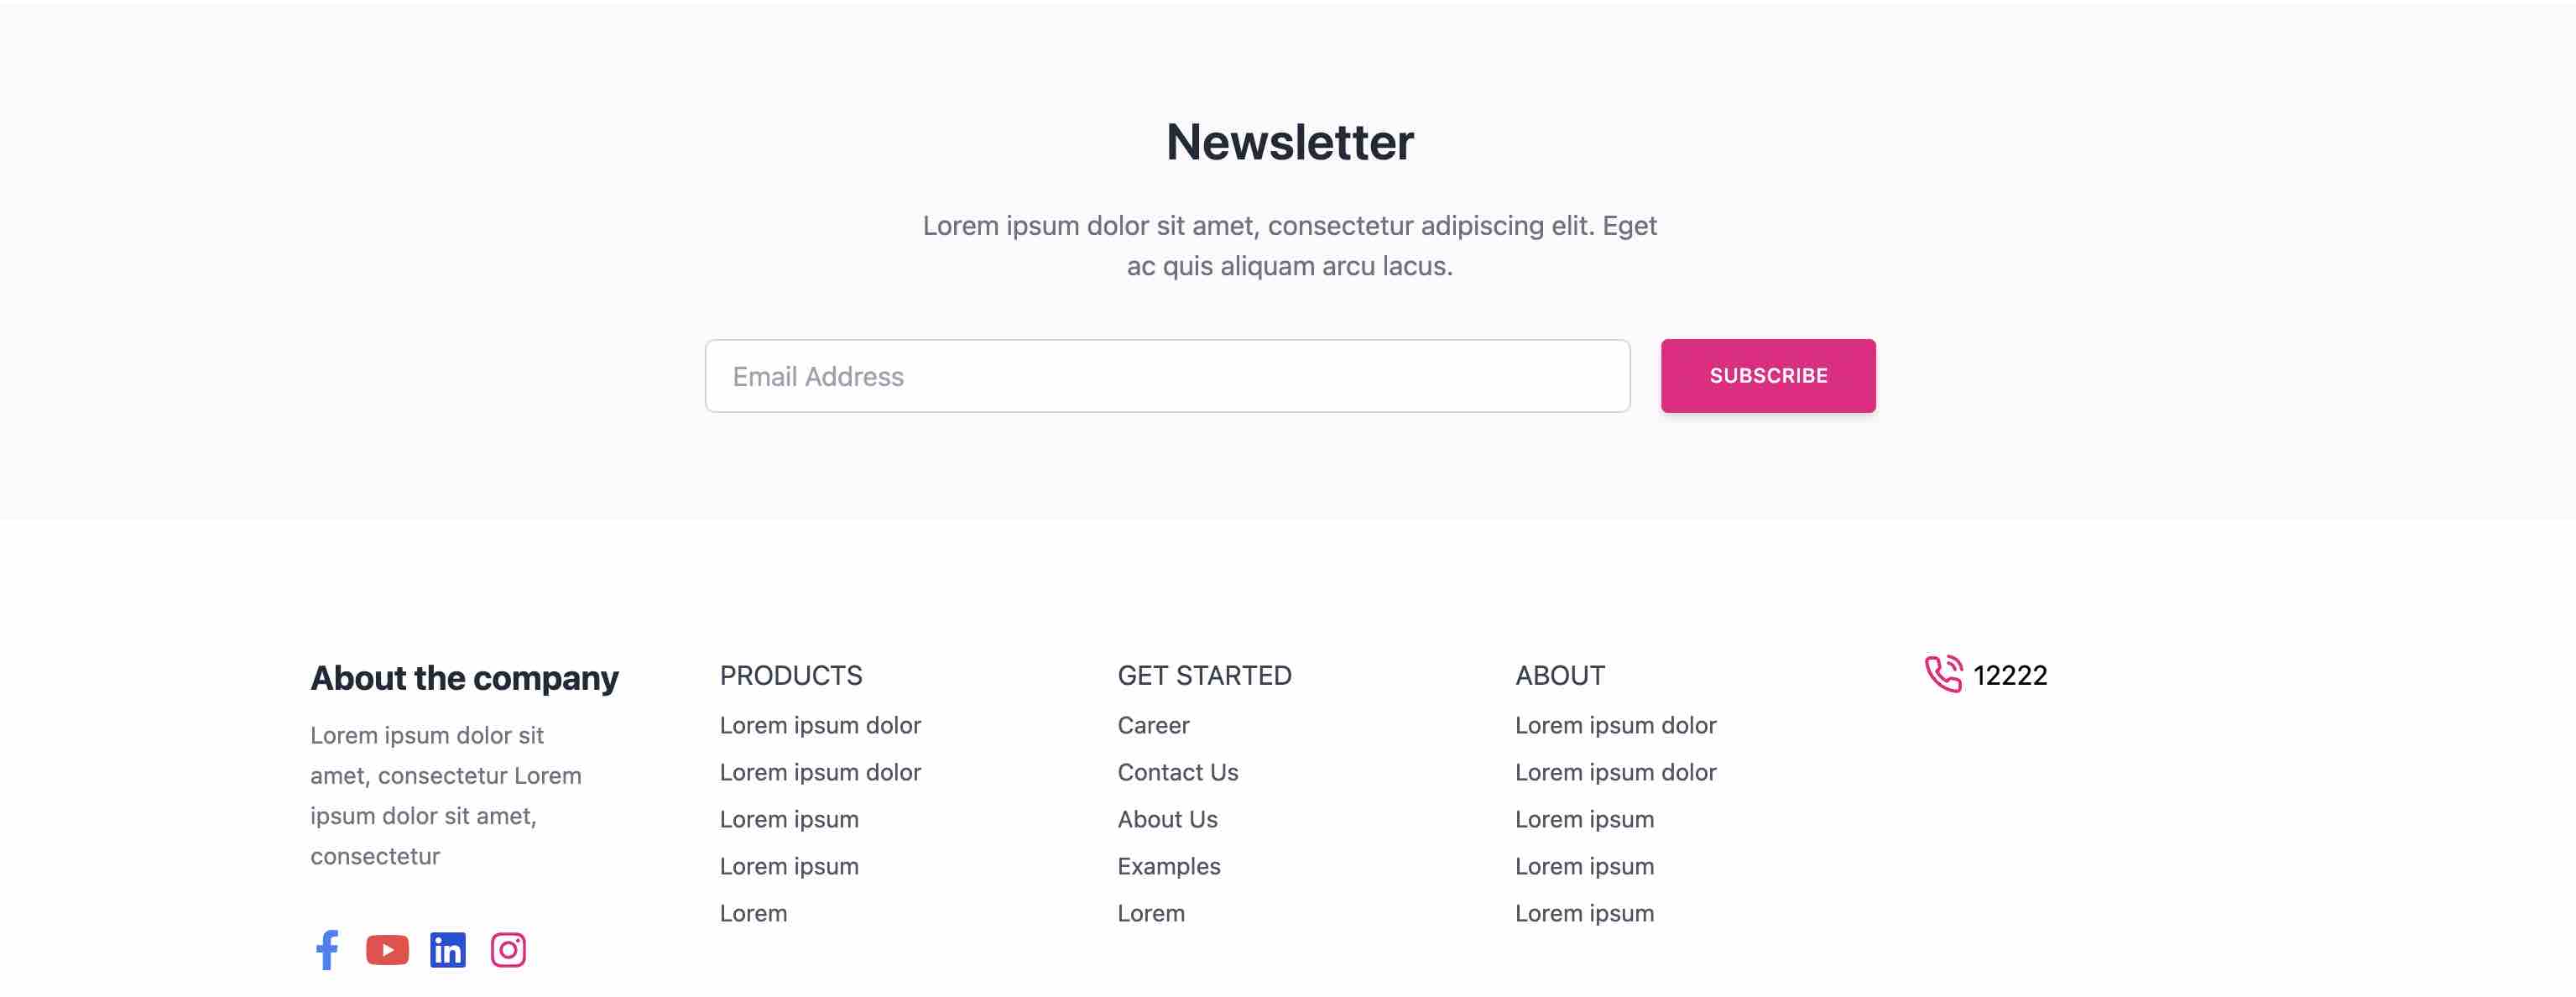 Newsletter
Lorem ipsum dolor sit amet, consectetur adipiscing elit. Eget
ac quis aliquam arcu lacus.
Email Address
SUBSCRIBE
About the company
Lorem ipsum dolor sit
amet, consectetur Lorem
ipsum dolor sit amet,
consectetur
PRODUCTS
Lorem ipsum dolor
Lorem ipsum dolor
Lorem ipsum
Lorem ipsum
Lorem
GET STARTED
Career
Contact Us
About Us
Examples
Lorem
ABOUT
Lorem ipsum dolor
Lorem ipsum dolor
Lorem ipsum
Lorem ipsum
Lorem ipsum
12222